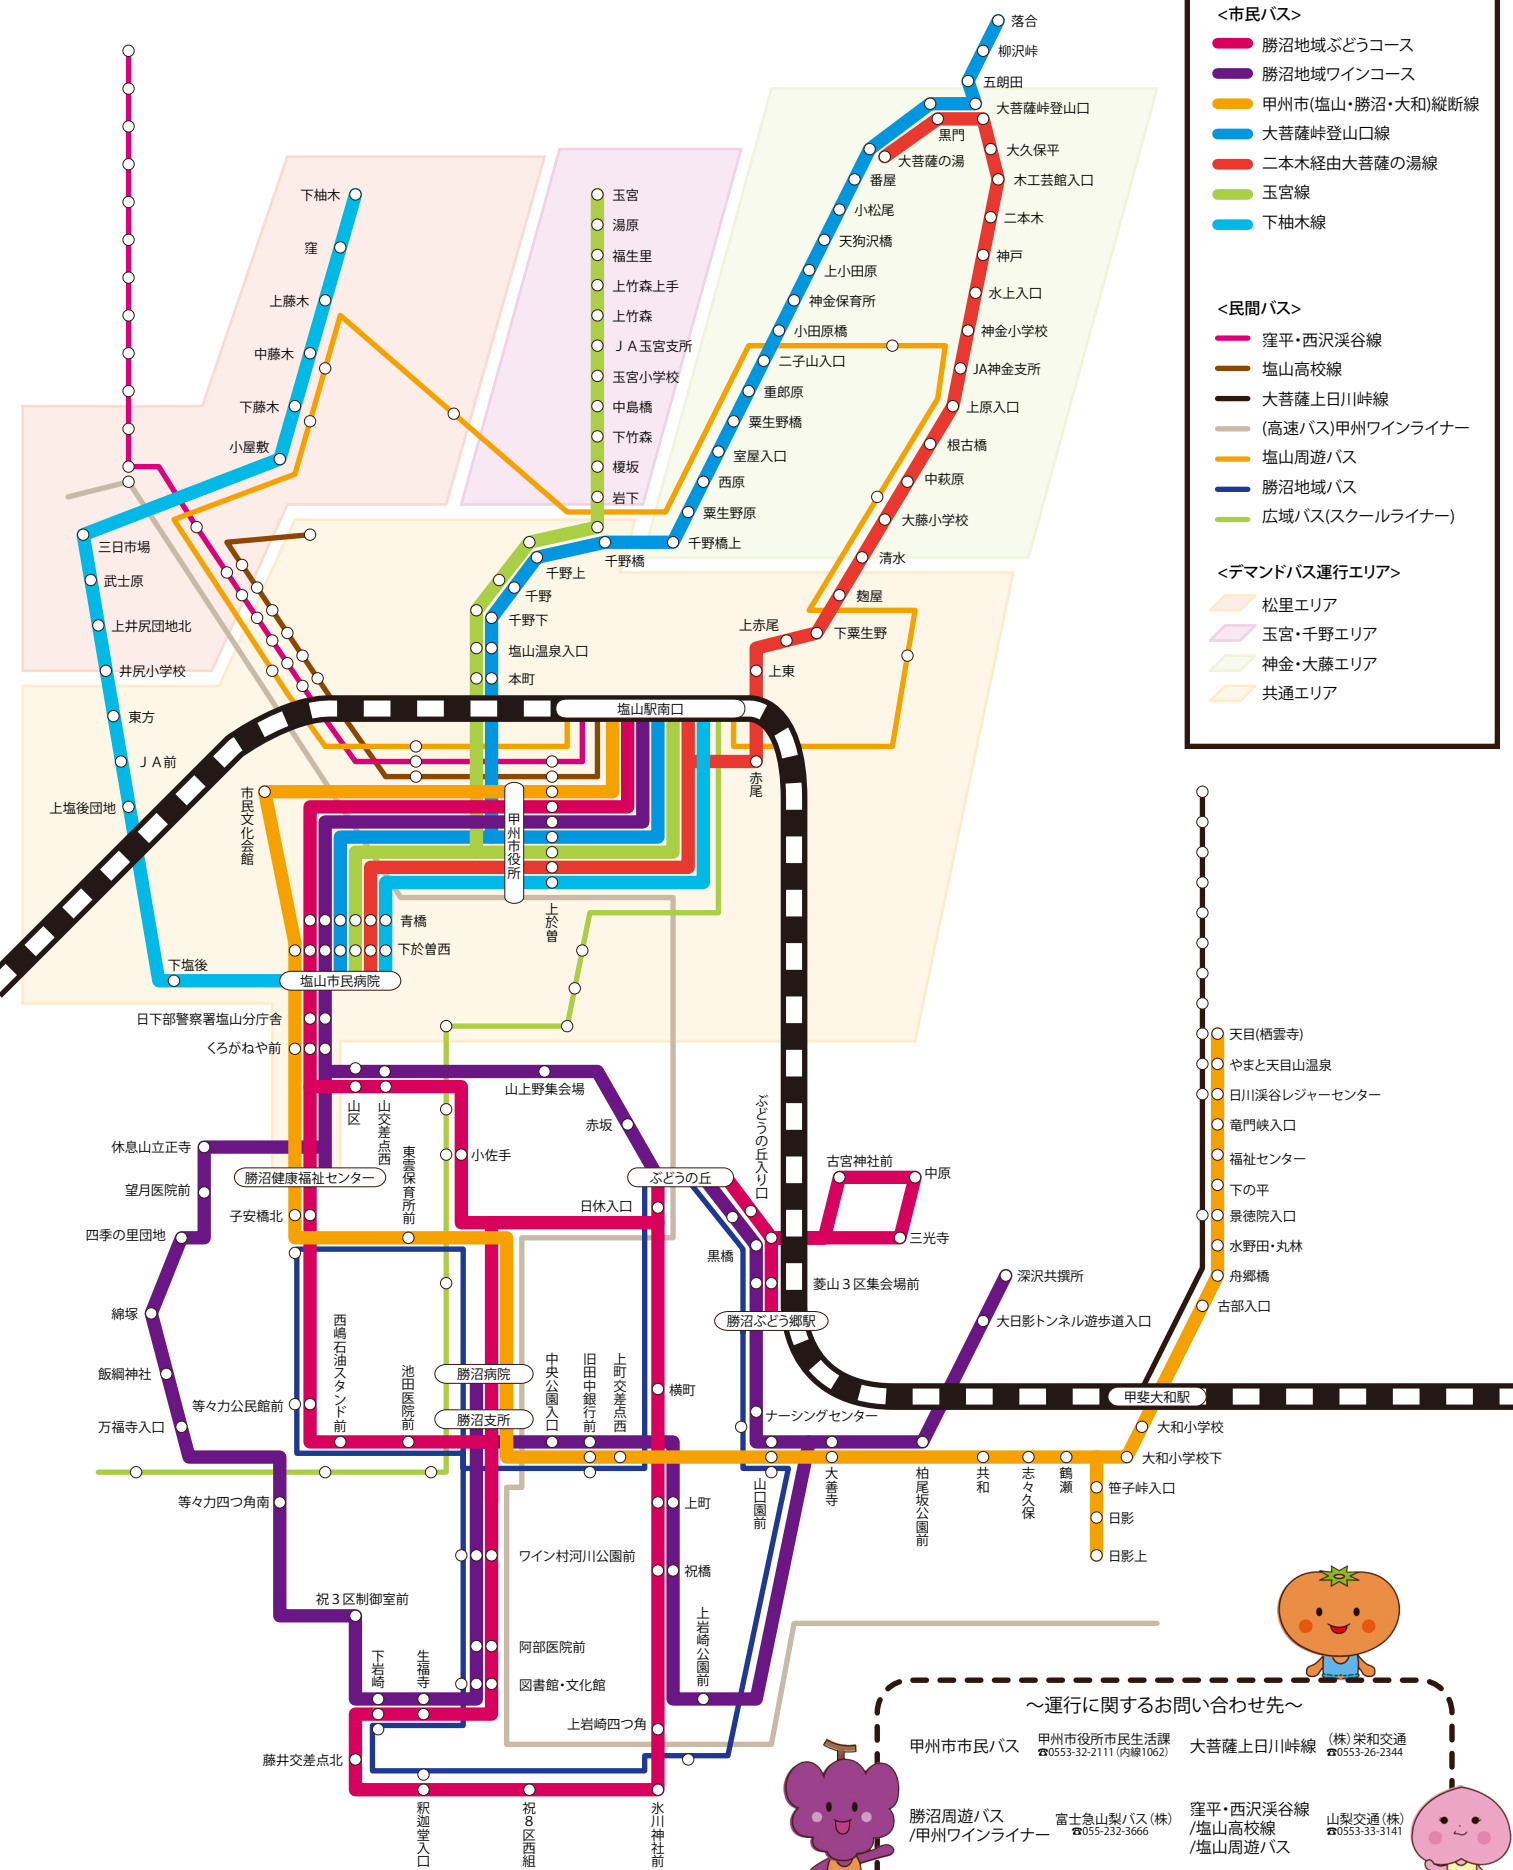 <市民バス>
勝沼地域ぶどうコース
勝沼地域ワインコース
甲州市(塩山・勝沼・大和)縦断線
大菩薩峠登山口線
二本木経由大菩薩の湯線
玉宮線
下柚木線
<民間バス>
窪平・西沢渓谷線
塩山高校線
大菩薩上日川峠線
(高速バス)甲州ワインライナー
塩山周遊バス
勝沼地域バス
広域バス(スクールライナー)
<デマンドバス運行エリア>
松里エリア
玉宮・千野エリア
神金・大藤エリア
共通エリア
落合
柳沢峠
五朗田
大菩薩峠登山口
黒門
大菩薩の湯
大久保平
木工芸館入口
二本木
神戸
水上入口
神金小学校
JA神金支所
上原入口
根古橋
中萩原
大藤小学校
清水
麹屋
下粟生野
上赤尾
上東
赤尾
番屋
小松尾
天狗沢橋
上小田原
神金保育所
小田原橋
二子山入口
重郎原
粟生野橋
室屋入口
西原
粟生野原
千野橋上
千野橋
千野上
千野
千野下
塩山温泉入口
本町
玉宮
湯原
福生里
上竹森上手
上竹森
ＪＡ玉宮支所
玉宮小学校
中島橋
下竹森
榎坂
岩下
下柚木
窪
上藤木
中藤木
下藤木
小屋敷
三日市場
武士原
上井尻団地北
井尻小学校
東方
ＪＡ前
上塩後団地
下塩後
塩山駅南口
市民文化会館
甲州市役所
上於曽
青橋
下於曽西
塩山市民病院
日下部警察署塩山分庁舎
くろがねや前
山区
山交差点西
東雲保育所前
小佐手
山上野集会場
赤坂
ぶどうの丘
ぶどうの丘入り口
日休入口
古宮神社前
中原
三光寺
黒橋
菱山３区集会場前
勝沼ぶどう郷駅
休息山立正寺
望月医院前
四季の里団地
綿塚
飯綱神社
万福寺入口
等々力四つ角南
祝３区制御室前
勝沼健康福祉センター
子安橋北
等々力公民館前
西嶋石油スタンド前
池田医院前
勝沼病院
勝沼支所
中央公園入口
旧田中銀行前
上町交差点西
横町
ナーシングセンター
深沢共撰所
大日影トンネル遊歩道入口
山口園前
大善寺
柏尾坂公園前
共和
志々久保
鶴瀬
笹子峠入口
日影
日影上
甲斐大和駅
大和小学校
大和小学校下
天目(栖雲寺)
やまと天目山温泉
日川渓谷レジャーセンター
竜門峡入口
福祉センター
下の平
景徳院入口
水野田・丸林
舟郷橋
古部入口
上町
祝橋
上岩崎公園前
上岩崎四つ角
ワイン村河川公園前
阿部医院前
図書館・文化館
下岩崎
生福寺
藤井交差点北
釈迦堂入口
祝８区西組
氷川神社前
～運行に関するお問い合わせ先～
甲州市市民バス
甲州市役所市民生活課
☎0553-32-2111（内線1062）
大菩薩上日川峠線
（株）栄和交通
☎0553-26-2344
勝沼周遊バス
/甲州ワインライナー
富士急山梨バス（株）
☎055-232-3666
窪平・西沢渓谷線
/塩山高校線
/塩山周遊バス
山梨交通（株）
☎0553-33-3141